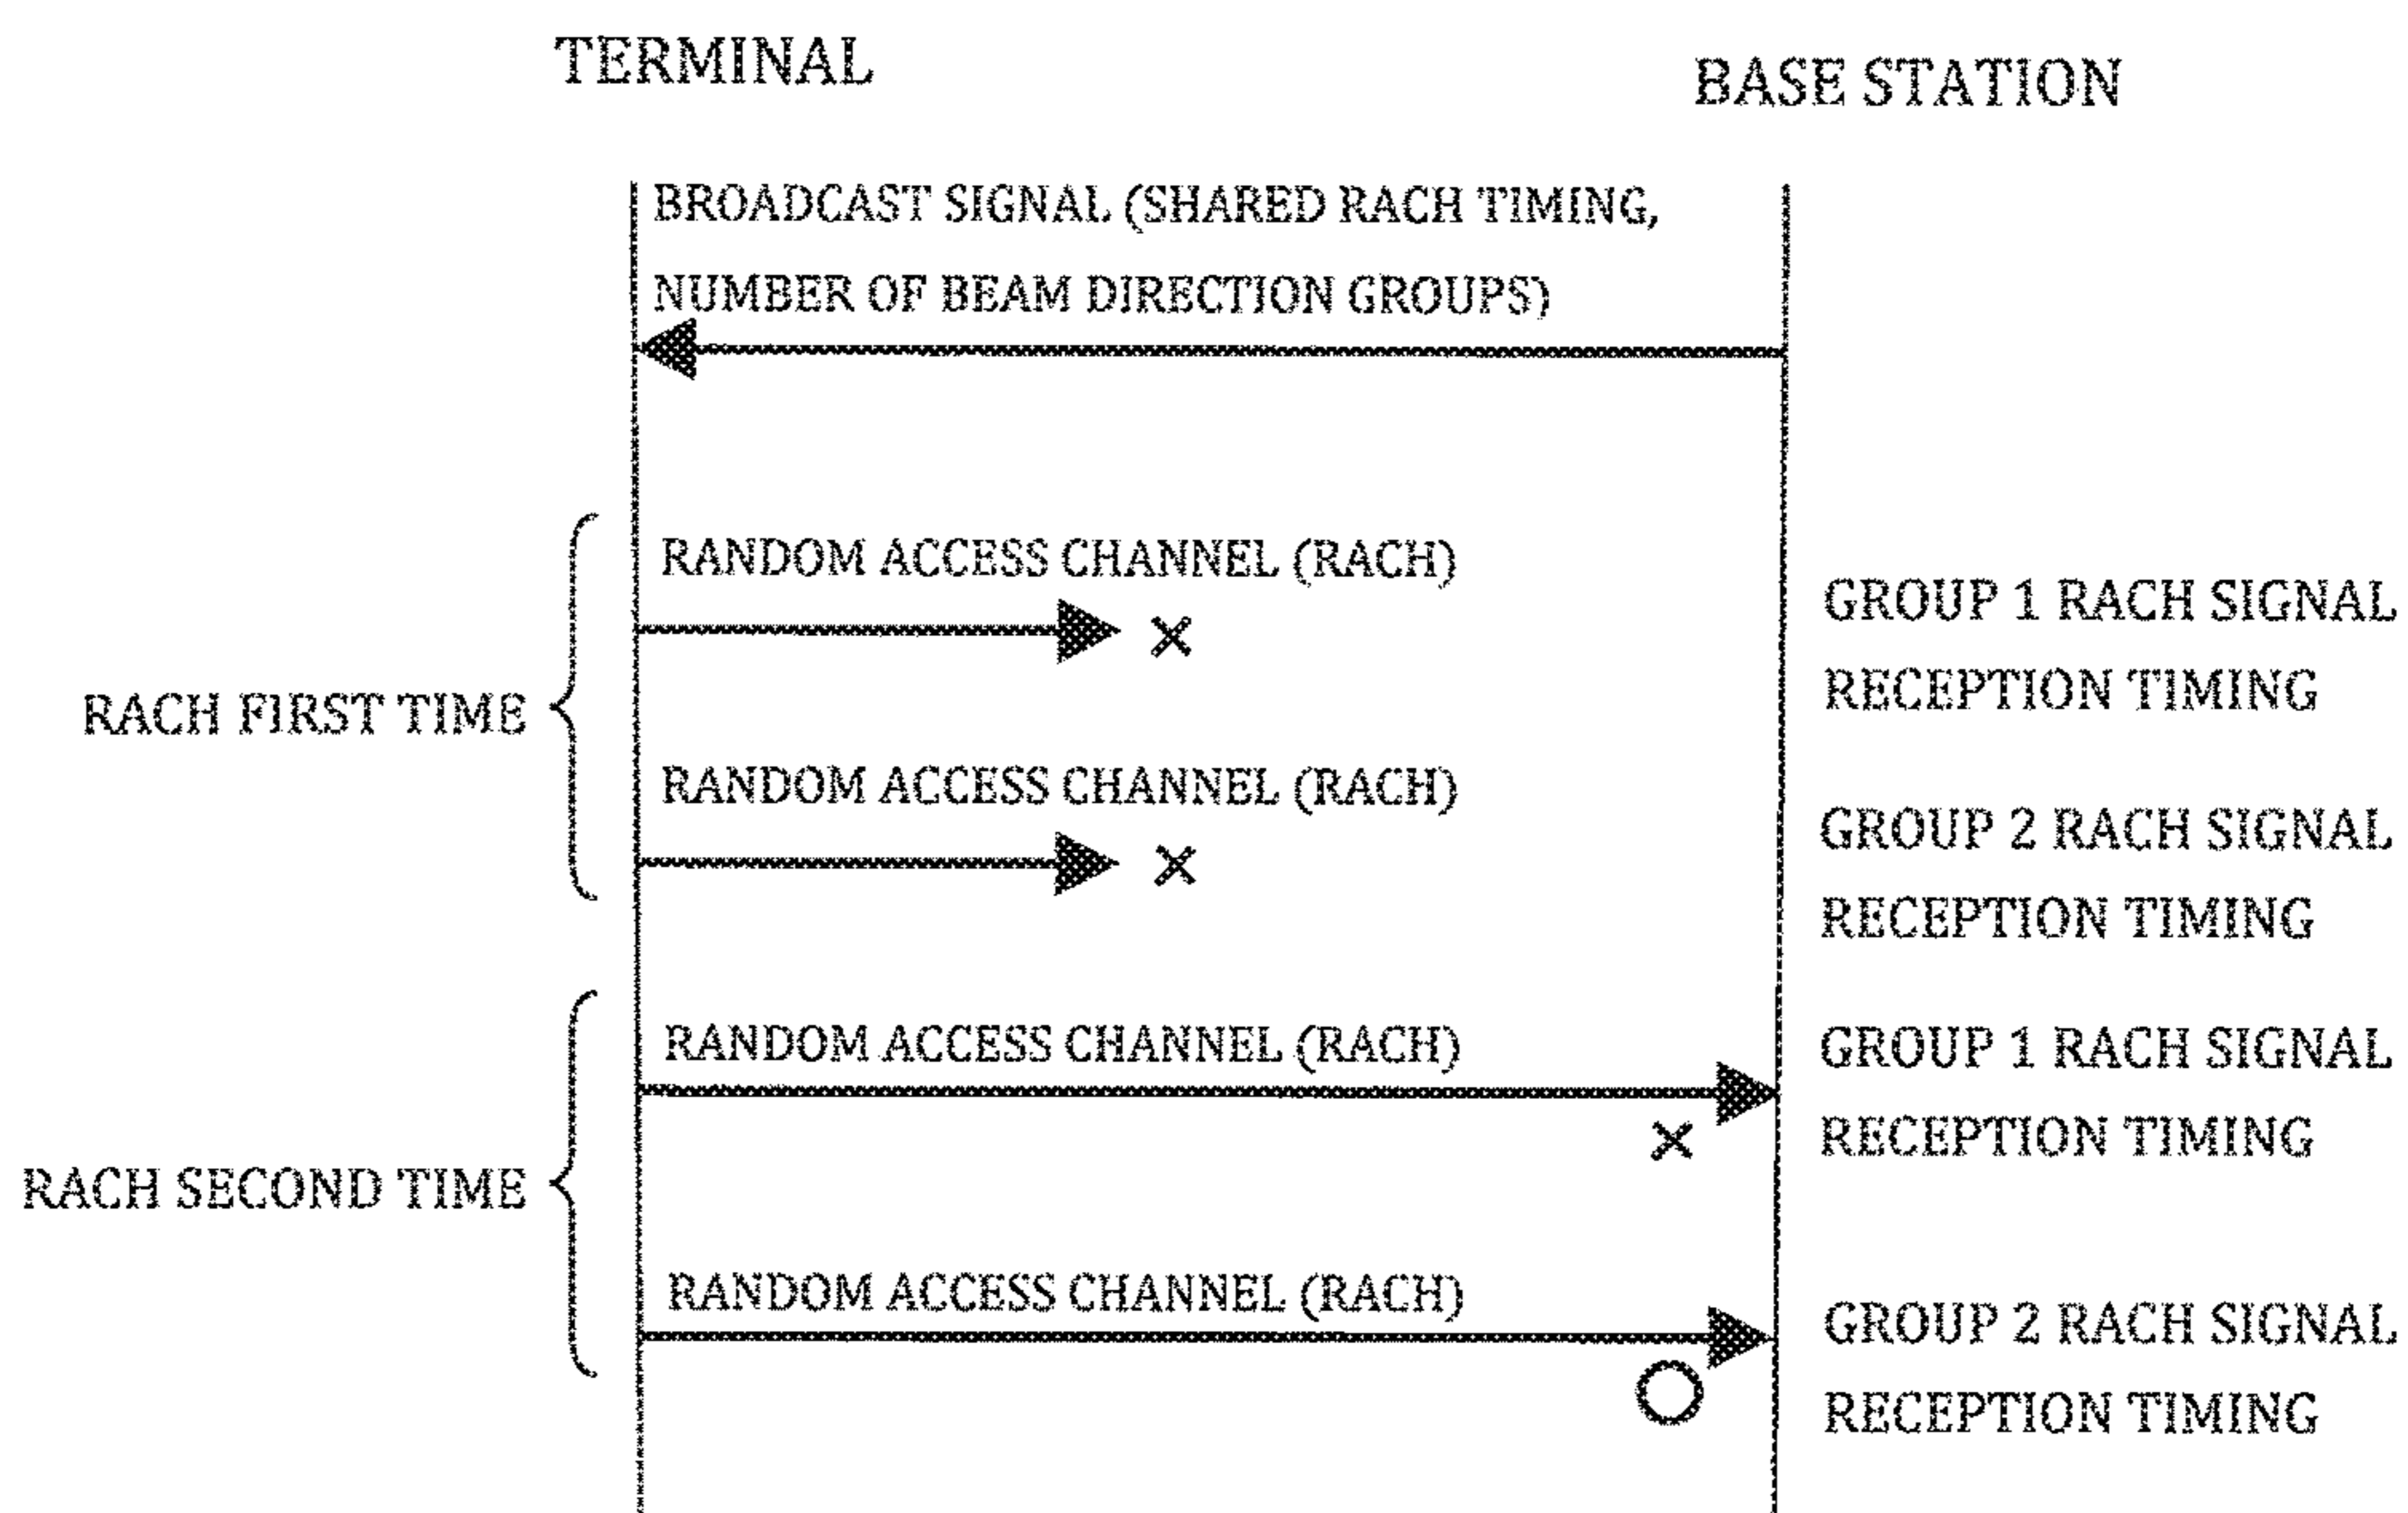 TERMINAL
BASE STATION
BROADCAST SIGNAL (SHARED RACH TIMING,
NUMBER OF BEAM DIRECTION GROUPS)
RANDOM ACCESS CHANNEL (RACH)
GROUP 1 RACH SIGNAL
RECEPTION TIMING
RACH FIRST TIME
RANDOM ACCESS CHANNEL (RACH)
GROUP 2 RACH SIGNAL
RECEPTION TIMING
RANDOM ACCESS CHANNEL (RACH)
GROUP 1 RACH SIGNAL
RECEPTION TIMING
RACH SECOND TIME
RANDOM ACCESS CHANNEL (RACH)
GROUP 2 RACH SIGNAL
RECEPTION TIMING